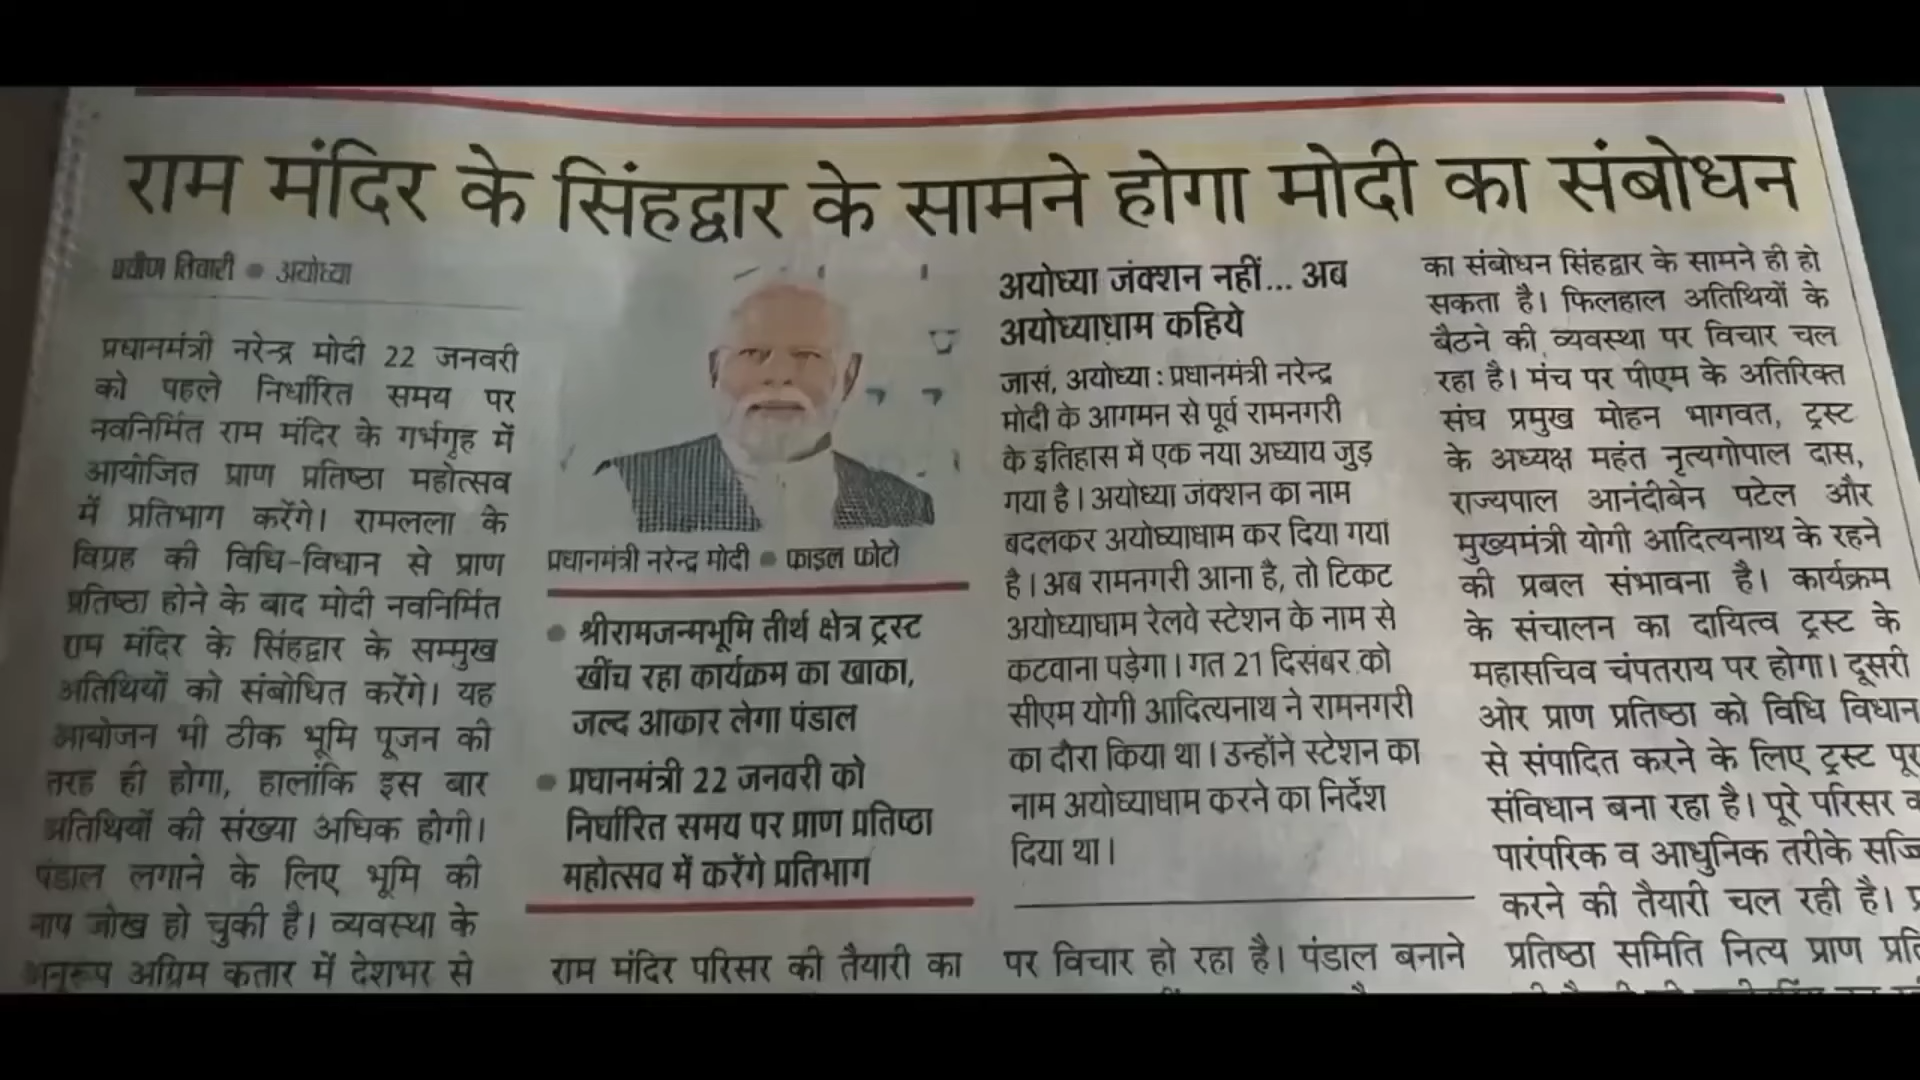 राम मंदिर के सिंहद्वार के सामने होगा मोदी का संबोधन
प्रवीण तिवारी ● अयोध्या
प्रधानमंत्री नरेन्द्र मोदी 22 जनवरी
को पहले निर्धारित समय पर
नवनिर्मित राम मंदिर के गर्भगृह में
आयोजित प्राण प्रतिष्ठा महोत्सव
में प्रतिभाग करेंगे। रामलला के
विग्रह की विधि-विधान से प्राण
प्रतिष्ठा होने के बाद मोदी नवनिर्मित
राम मंदिर के सिंहद्वार के सम्मुख
अतिथियों को संबोधित करेंगे। यह
आयोजन भी ठीक भूमि पूजन की
तरह ही होगा, हालांकि इस बार
अतिथियों की संख्या अधिक होगी।
पंडाल लगाने के लिए भूमि की
नाप जोख हो चुकी है। व्यवस्था के
अनुरूप अग्रिम कतार में देशभर से
प्रधानमंत्री नरेन्द्र मोदी ● फाइल फोटो
● श्रीरामजन्मभूमि तीर्थ क्षेत्र ट्रस्ट
खींच रहा कार्यक्रम का खाका,
जल्द आकार लेगा पंडाल
● प्रधानमंत्री 22 जनवरी को
निर्धारित समय पर प्राण प्रतिष्ठा
महोत्सव में करेंगे प्रतिभाग
राम मंदिर परिसर की तैयारी का
अयोध्या जंक्शन नहीं... अब
अयोध्याधाम कहिये
जासं, अयोध्या : प्रधानमंत्री नरेन्द्र
मोदी के आगमन से पूर्व रामनगरी
के इतिहास में एक नया अध्याय जुड़
गया है। अयोध्या जंक्शन का नाम
बदलकर अयोध्याधाम कर दिया गया
है। अब रामनगरी आना है, तो टिकट
अयोध्याधाम रेलवे स्टेशन के नाम से
कटवाना पड़ेगा। गत 21 दिसंबर को
सीएम योगी आदित्यनाथ ने रामनगरी
का दौरा किया था। उन्होंने स्टेशन का
नाम अयोध्याधाम करने का निर्देश
दिया था।
पर विचार हो रहा है। पंडाल बनाने
का संबोधन सिंहद्वार के सामने ही हो
सकता है। फिलहाल अतिथियों के
बैठने की व्यवस्था पर विचार चल
रहा है। मंच पर पीएम के अतिरिक्त
संघ प्रमुख मोहन भागवत, ट्रस्ट
के अध्यक्ष महंत नृत्यगोपाल दास,
राज्यपाल आनंदीबेन पटेल और
मुख्यमंत्री योगी आदित्यनाथ के रहने
की प्रबल संभावना है। कार्यक्रम
के संचालन का दायित्व ट्रस्ट के
महासचिव चंपतराय पर होगा। दूसरी
ओर प्राण प्रतिष्ठा को विधि विधान
से संपादित करने के लिए ट्रस्ट
संविधान बना रहा है। पूरे परिसर
पारंपरिक व आधुनिक तरीके
करने की तैयारी चल रही है।
प्रतिष्ठा समिति नित्य प्राण